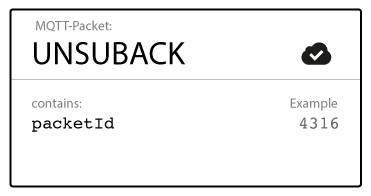 MQTT-Packet:
UNSUBACK
contains: Example
packetId 4316